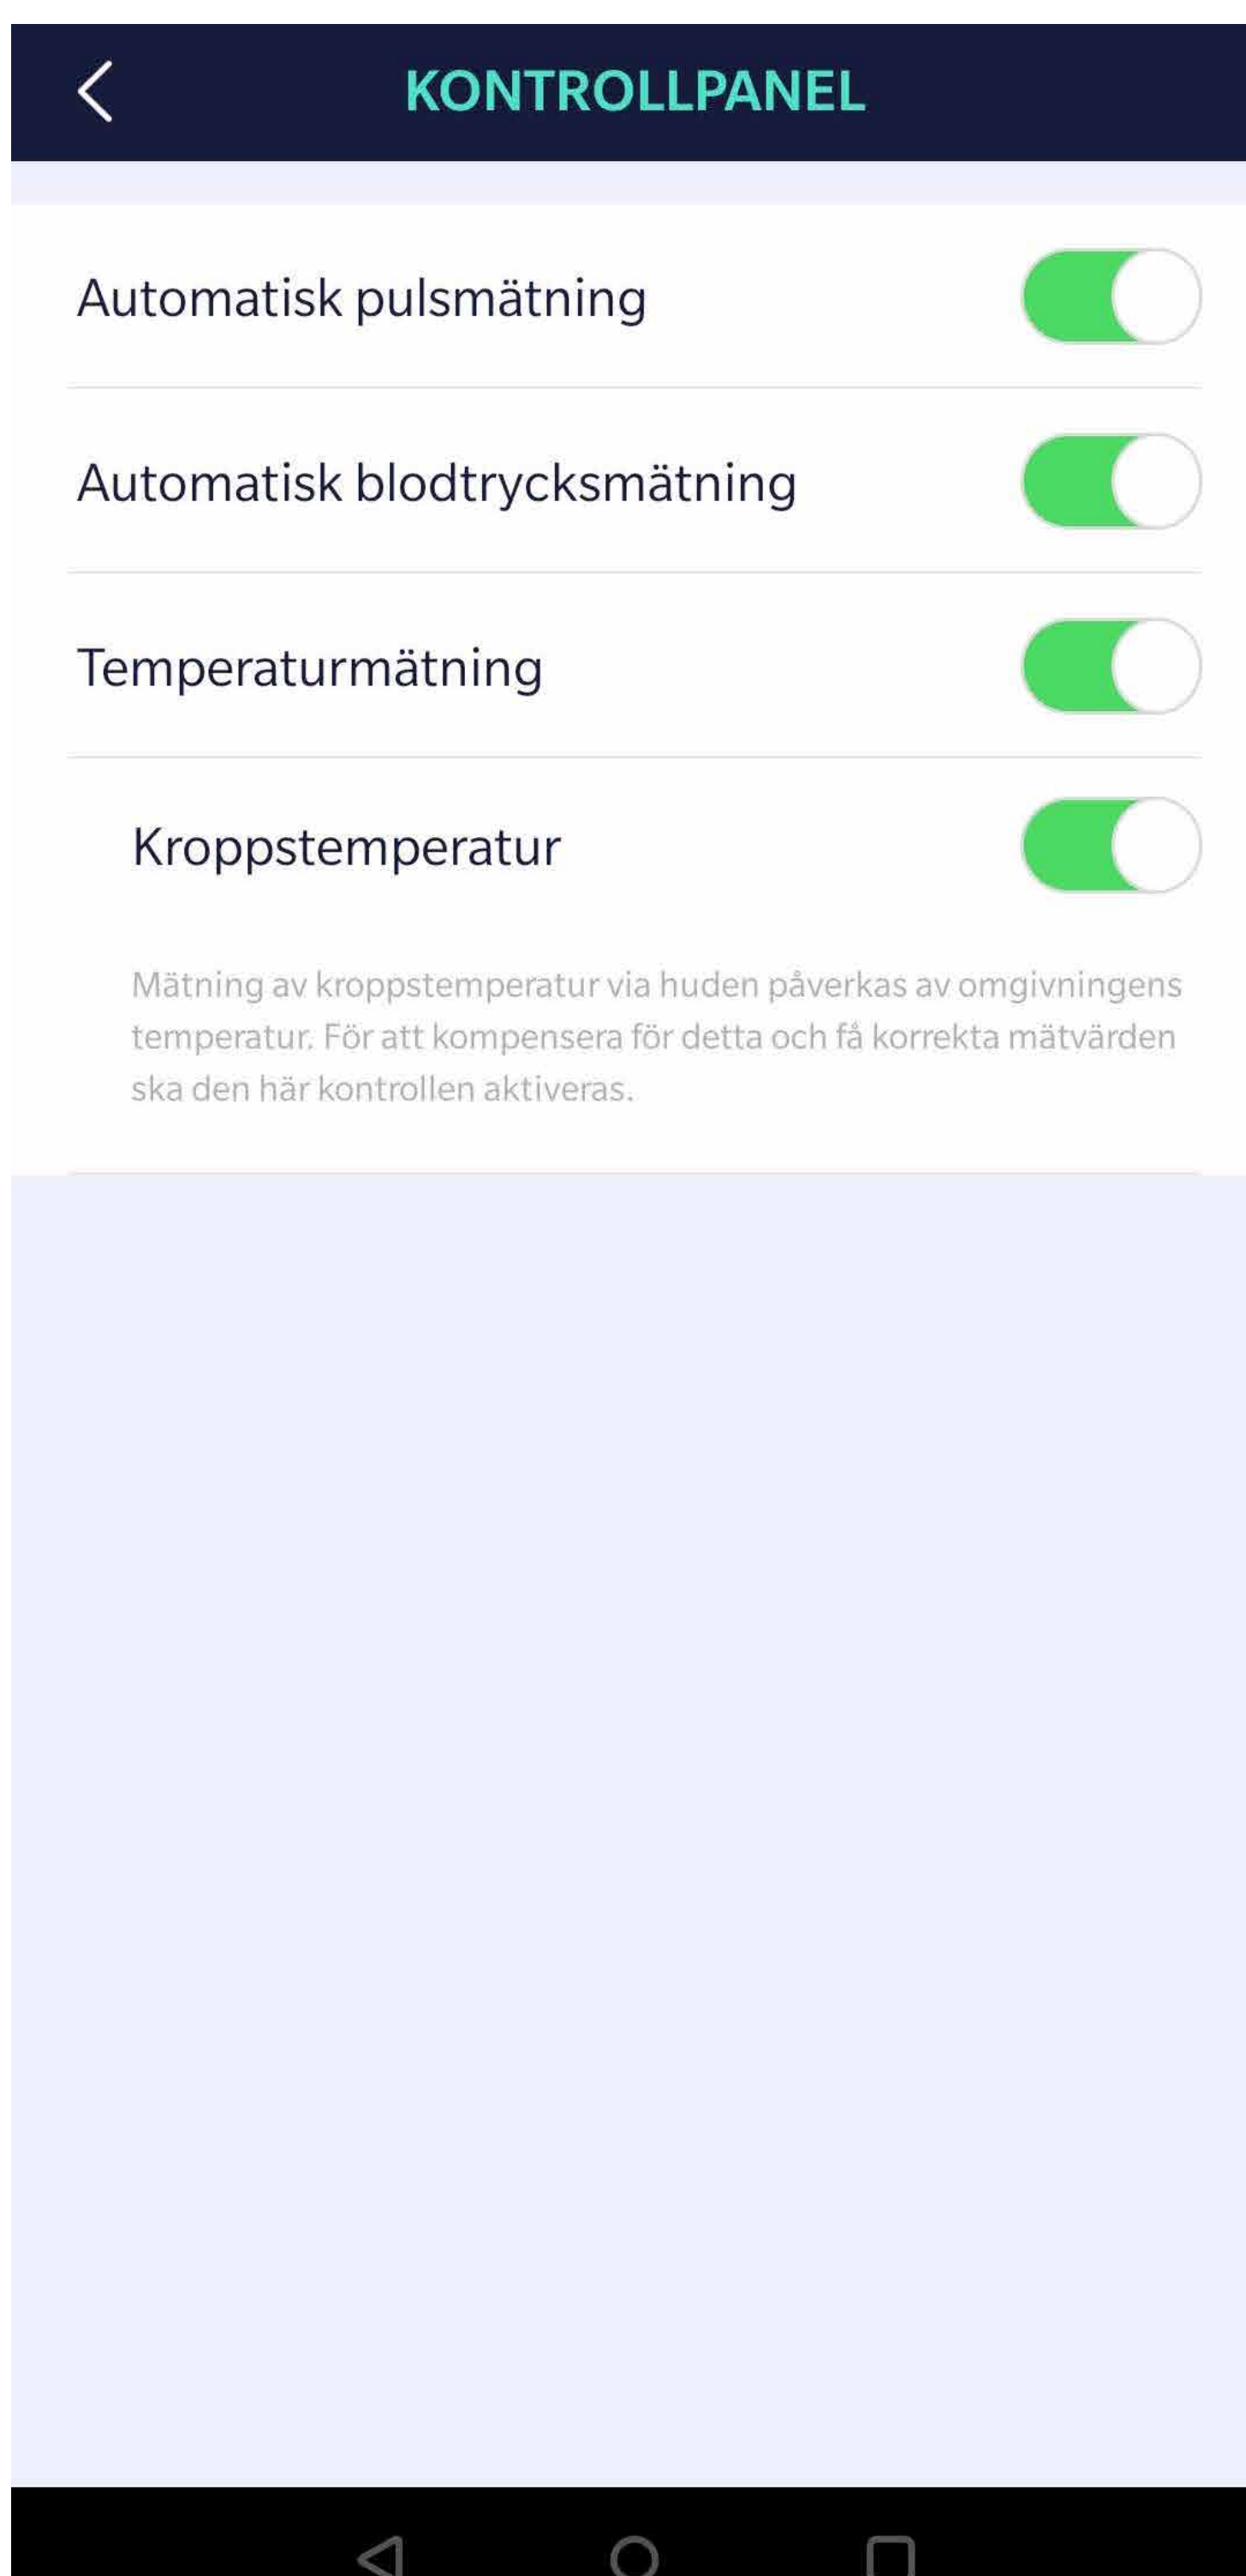 KONTROLLPANEL
Automatisk pulsmätning
Automatisk blodtrycksmätning
Temperaturmätning
Kroppstemperatur
Mätning av kroppstemperatur via huden påverkas av omgivningens
temperatur. För att kompensera för detta och få korrekta mätvärden
ska den här kontrollen aktiveras.